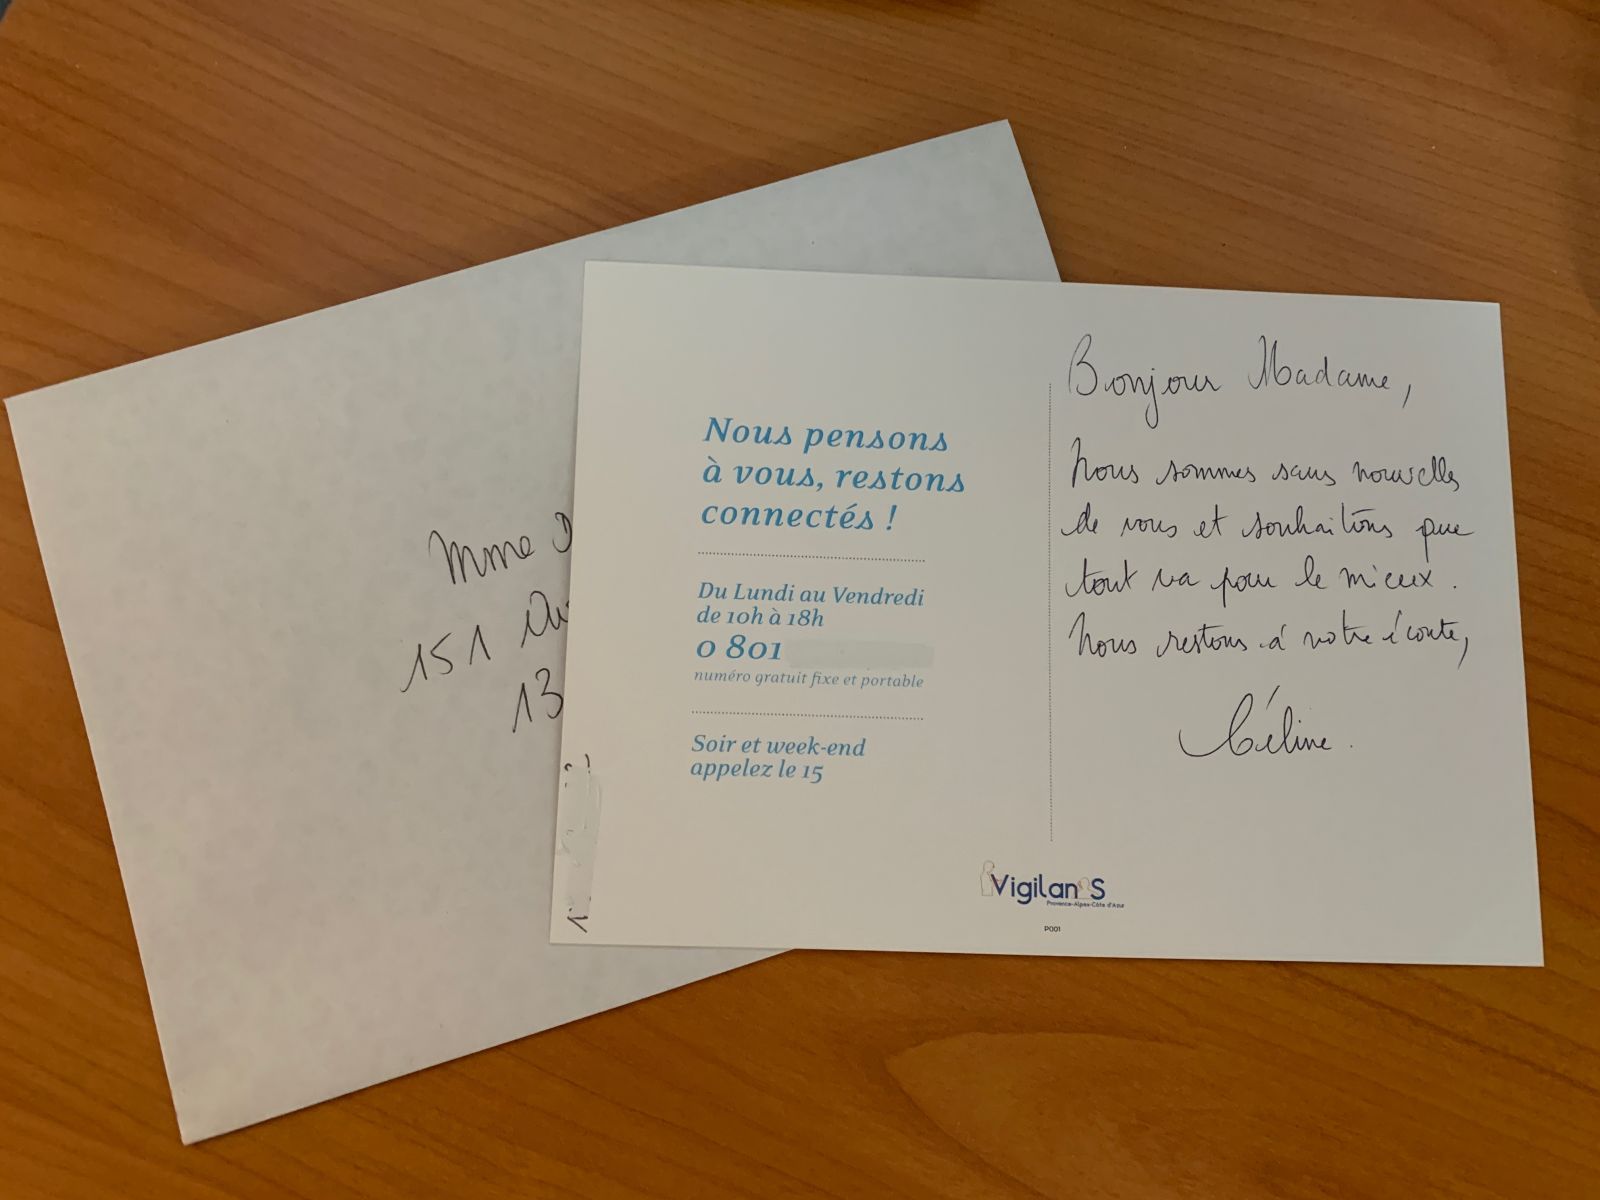 Mme
151
13
Nous pensons
à vous, restons
connectés !
Du Lundi au Vendredi
de 10h à 18h
0 801
numéro gratuit fixe et portable
Soir et week-end
appelez le 15
Bonjour Madame,
Nous sommes sans nouvelles
de vous et souhaitons que
tout va pour le mieux.
Nous restons à votre écoute,
Céline.
VigilanS
Provence-Alpes-Côte d'Azur
P001